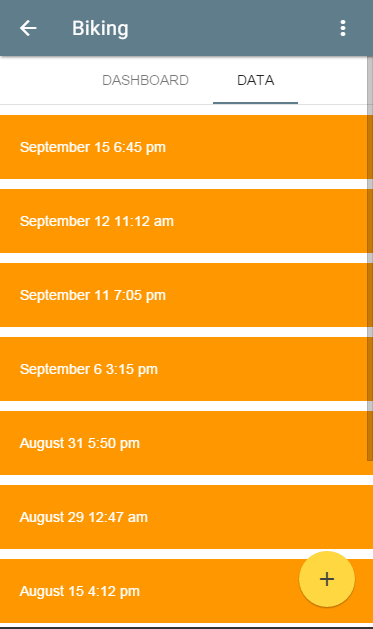 Biking
DASHBOARD DATA
September 15 6:45 pm
September 12 11:12 am
September 11 7:05 pm
September 6 3:15 pm
August 31 5:50 pm
August 29 12:47 am
August 15 4:12 pm
+